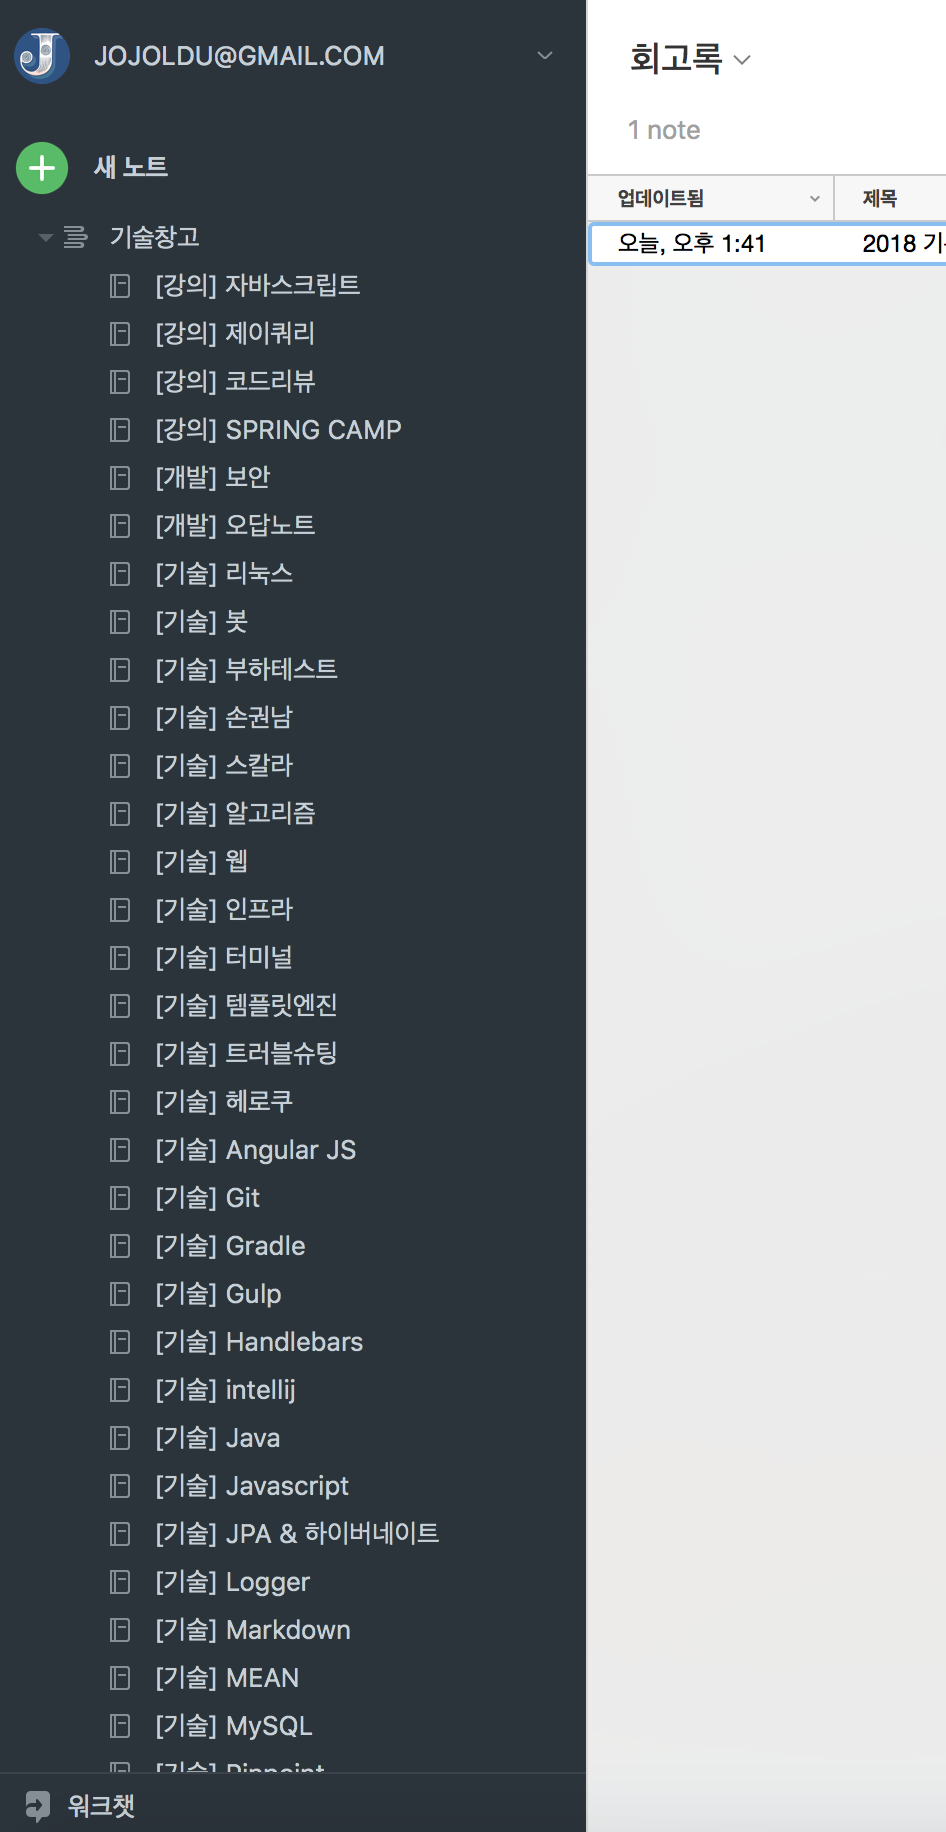 JOJOLDU@GMAIL.COM
새 노트
기술창고
[강의] 자바스크립트
[강의] 제이쿼리
[강의] 코드리뷰
[강의] SPRING CAMP
[개발] 보안
[개발] 오답노트
[기술] 리눅스
[기술] 봇
[기술] 부하테스트
[기술] 손권남
[기술] 스칼라
[기술] 알고리즘
[기술] 웹
[기술] 인프라
[기술] 터미널
[기술] 템플릿엔진
[기술] 트러블슈팅
[기술] 헤로쿠
[기술] Angular JS
[기술] Git
[기술] Gradle
[기술] Gulp
[기술] Handlebars
[기술] intellij
[기술] Java
[기술] Javascript
[기술] JPA & 하이버네이트
[기술] Logger
[기술] Markdown
[기술] MEAN
[기술] MySQL
[기술] Pinpoint
워크챗
회고록
1 note
업데이트됨 제목
오늘, 오후 1:41 2018